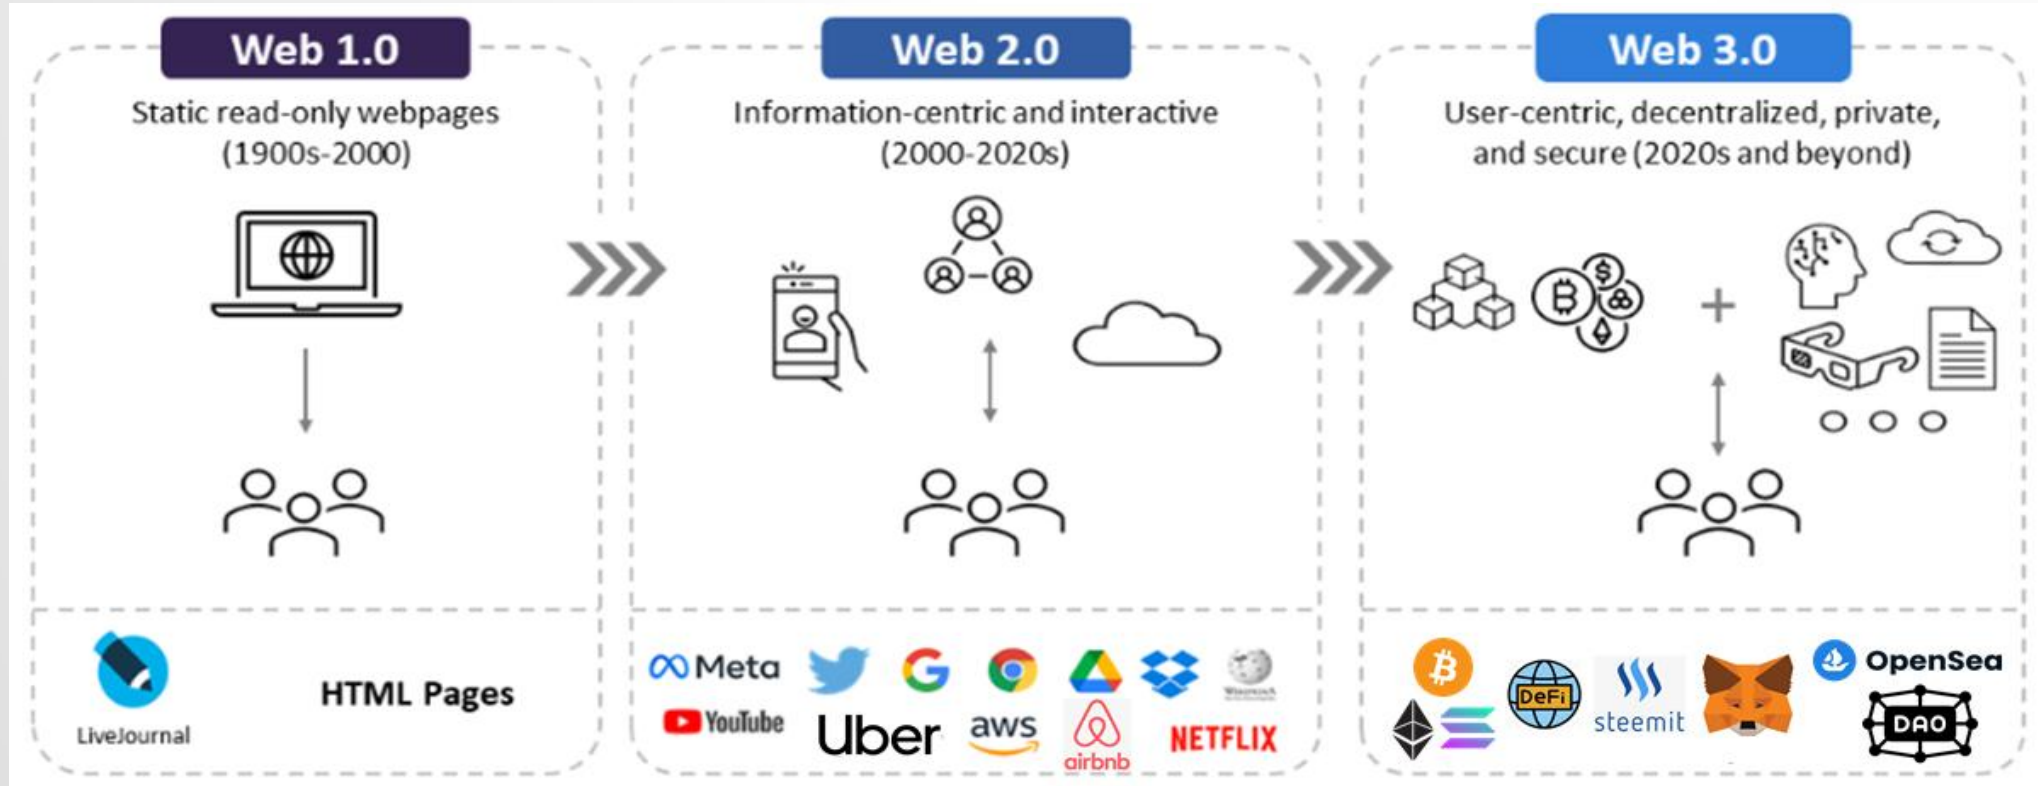 Web 1.0
Static read-only webpages
(1900s-2000)
LiveJournal
HTML Pages
Web 2.0
Information-centric and interactive
(2000-2020s)
Meta
YouTube
Uber
aws
airbnb
WIKIPEDIA
NETFLIX
Web 3.0
User-centric, decentralized, private,
and secure (2020s and beyond)
DeFi
steemit
OpenSea
DAO